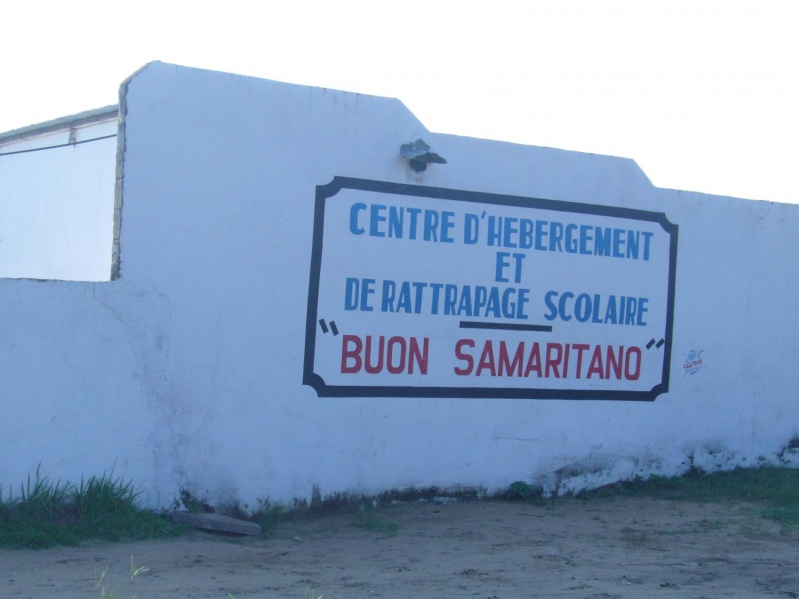 CENTRE D'HEBERGEMENT
ET
DE RATTRAPAGE SCOLAIRE
"BUON SAMARITANO"